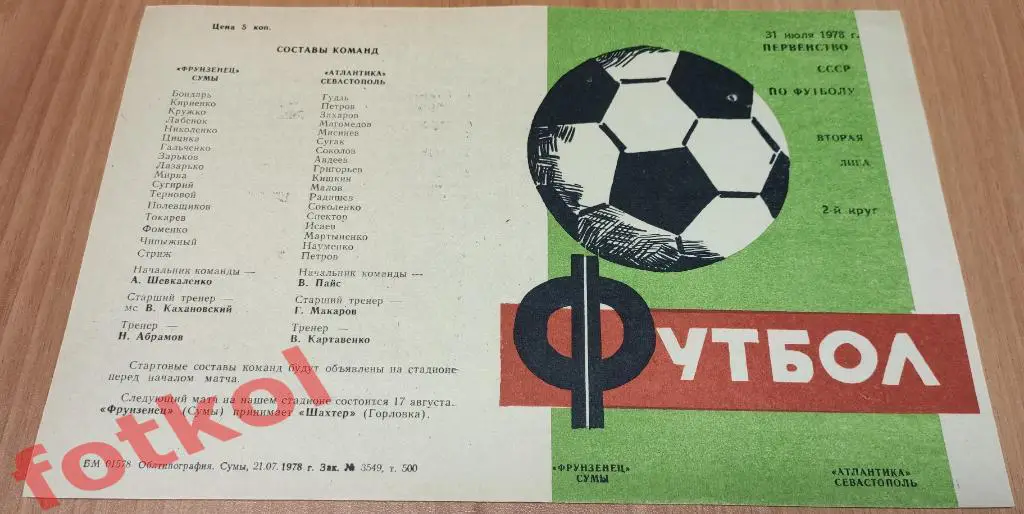 Цена 5 коп.
СОСТАВЫ КОМАНД
«ФРУНЗЕНЕЦ»
СУМЫ
Бондарь
Кириенко
Кружко
Лабенок
Николенко
Цицика
Гальченко
Зарьков
Лазарько
Мирва
Сугирий
Терновой
Полевщиков
Токарев
Фоменко
Чипыжный
Стриж
Начальник команды —
А. Шевкаленко
Старший тренер —
мс В. Кахановский
Тренер —
Н. Абрамов
«АТЛАНТИКА»
СЕВАСТОПОЛЬ
Гудзь
Петров
Захаров
Магомедов
Мисинев
Сугак
Соколов
Авдеев
Григорьев
Кишкин
Малов
Радишев
Соколенко
Спектор
Исаев
Мартыненко
Науменко
Петров
Начальник команды —
В. Пайс
Старший тренер —
Г. Макаров
Тренер —
В. Картавенко
Стартовые составы команд будут объявлены на стадионе
перед началом матча.
Следующий матч на нашем стадионе состоится 17 августа.
«Фрунзенец» (Сумы) принимает «Шахтер» (Горловка).
БМ 01578 Облтипография. Сумы, 21.07. 1978 г. Зак. № 3549, т. 500
31 июля 1978 г.
ПЕРВЕНСТВО
СССР
ПО ФУТБОЛУ
ВТОРАЯ
ЛИГА
2-й круг
ФУТБОЛ
«ФРУНЗЕНЕЦ»
СУМЫ
«АТЛАНТИКА»
СЕВАСТОПОЛЬ
fotkol